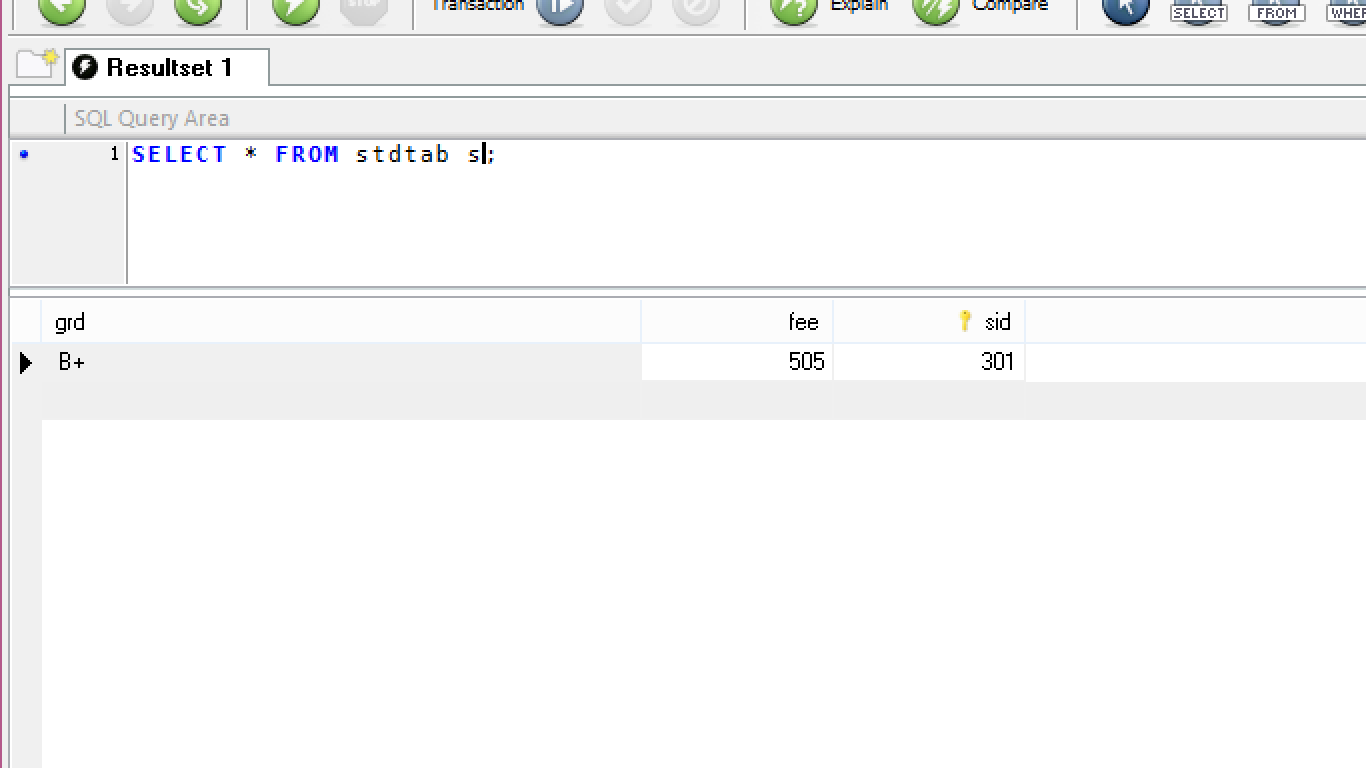 Transaction Explain Compare SELECT FROM
Resultset 1
SQL Query Area
1 SELECT * FROM stdtab s;
grd fee sid
B+ 505 301